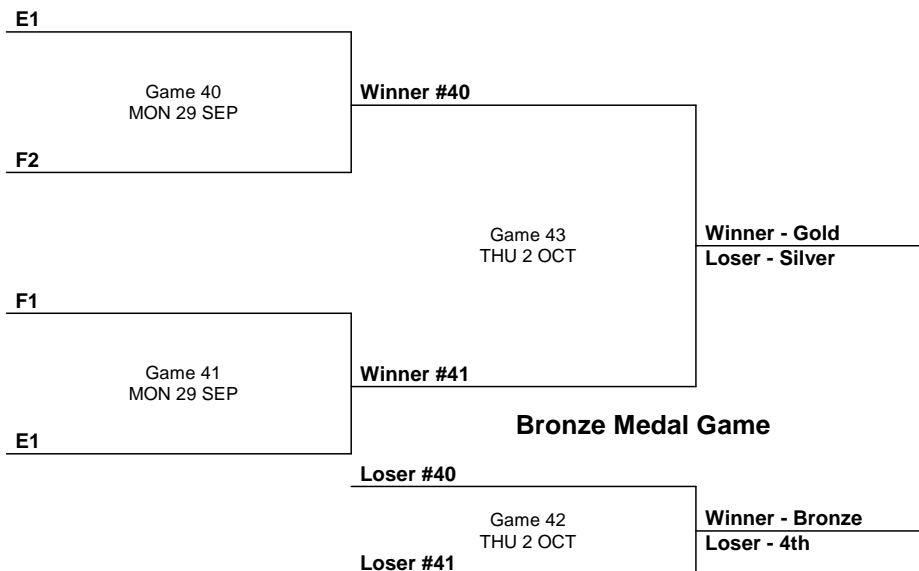 E1
Game 40
MON 29 SEP
Winner #40
F2
Game 43
THU 2 OCT
Winner - Gold
Loser - Silver
F1
Game 41
MON 29 SEP
Winner #41
E1
Bronze Medal Game
Loser #40
Game 42
THU 2 OCT
Winner - Bronze
Loser - 4th
Loser #41